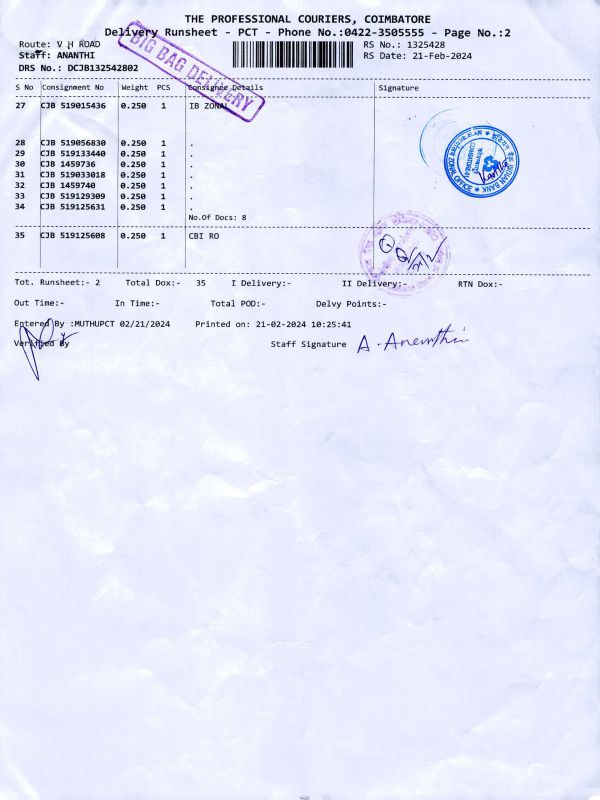 THE PROFESSIONAL COURIERS, COIMBATORE
Delivery Runsheet - PCT - Phone No.:0422-3505555 - Page No.:2
Route: V H ROAD RS No.: 1325428
Staff: ANANTHI RS Date: 21-Feb-2024
DRS No.: DCJB132542802
BIG BAG DELIVERY
S No Consignment No Weight PCS Consignee Details Signature
27 CJB 519015436 0.250 1 IB ZONAL
28 CJB 519056830 0.250 1 .
29 CJB 519133440 0.250 1 .
30 CJB 1459736 0.250 1 .
31 CJB 519033018 0.250 1 .
32 CJB 1459740 0.250 1 .
33 CJB 519129309 0.250 1 .
34 CJB 519125631 0.250 1 .
No.Of Docs: 8
INDIAN BANK ★ ZONAL OFFICE ★
COIMBATORE
35 CJB 519125608 0.250 1 CBI RO
Tot. Runsheet:- 2 Total Dox:- 35 I Delivery:- II Delivery:- RTN Dox:-
Out Time:- In Time:- Total POD:- Delvy Points:-
Entered By :MUTHUPCT 02/21/2024 Printed on: 21-02-2024 10:25:41
Verified By Staff Signature A. Ananthi